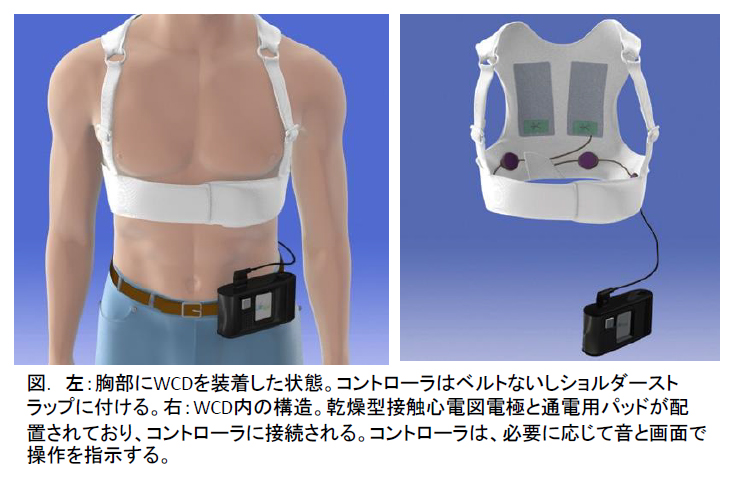 図. 左：胸部にWCDを装着した状態。コントローラはベルトないしショルダースト
ラップに付ける。右：WCD内の構造。乾燥型接触心電図電極と通電用パッドが配
置されており、コントローラに接続される。コントローラは、必要に応じて音と画面で
操作を指示する。